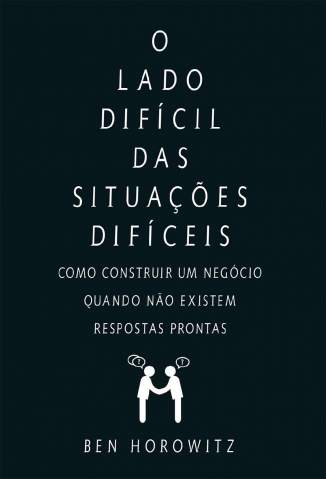 O
LADO
DIFÍCIL
DAS
SITUAÇÕES
DIFÍCEIS
COMO CONSTRUIR UM NEGÓCIO
QUANDO NÃO EXISTEM
RESPOSTAS PRONTAS
? ?
BEN HOROWITZ